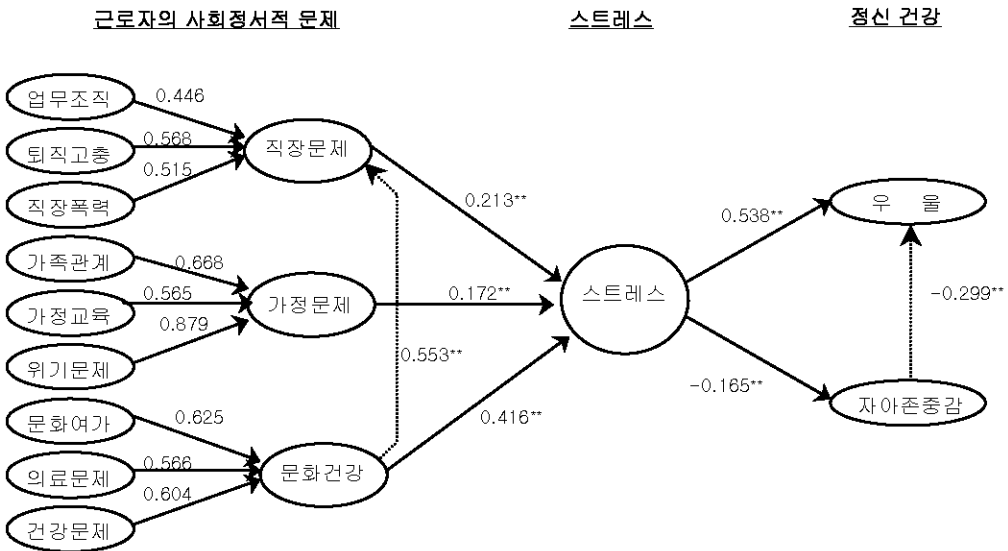 근로자의 사회정서적 문제
스트레스
정신 건강
업무조직
0.446
퇴직고충
0.568
직장폭력
0.515
직장문제
0.213**
가족관계
0.668
가정교육
0.565
위기문제
0.879
가정문제
0.172**
0.553**
문화여가
0.625
의료문제
0.566
건강문제
0.604
문화건강
0.416**
스트레스
0.538**
우 울
-0.299**
-0.165**
자아존중감